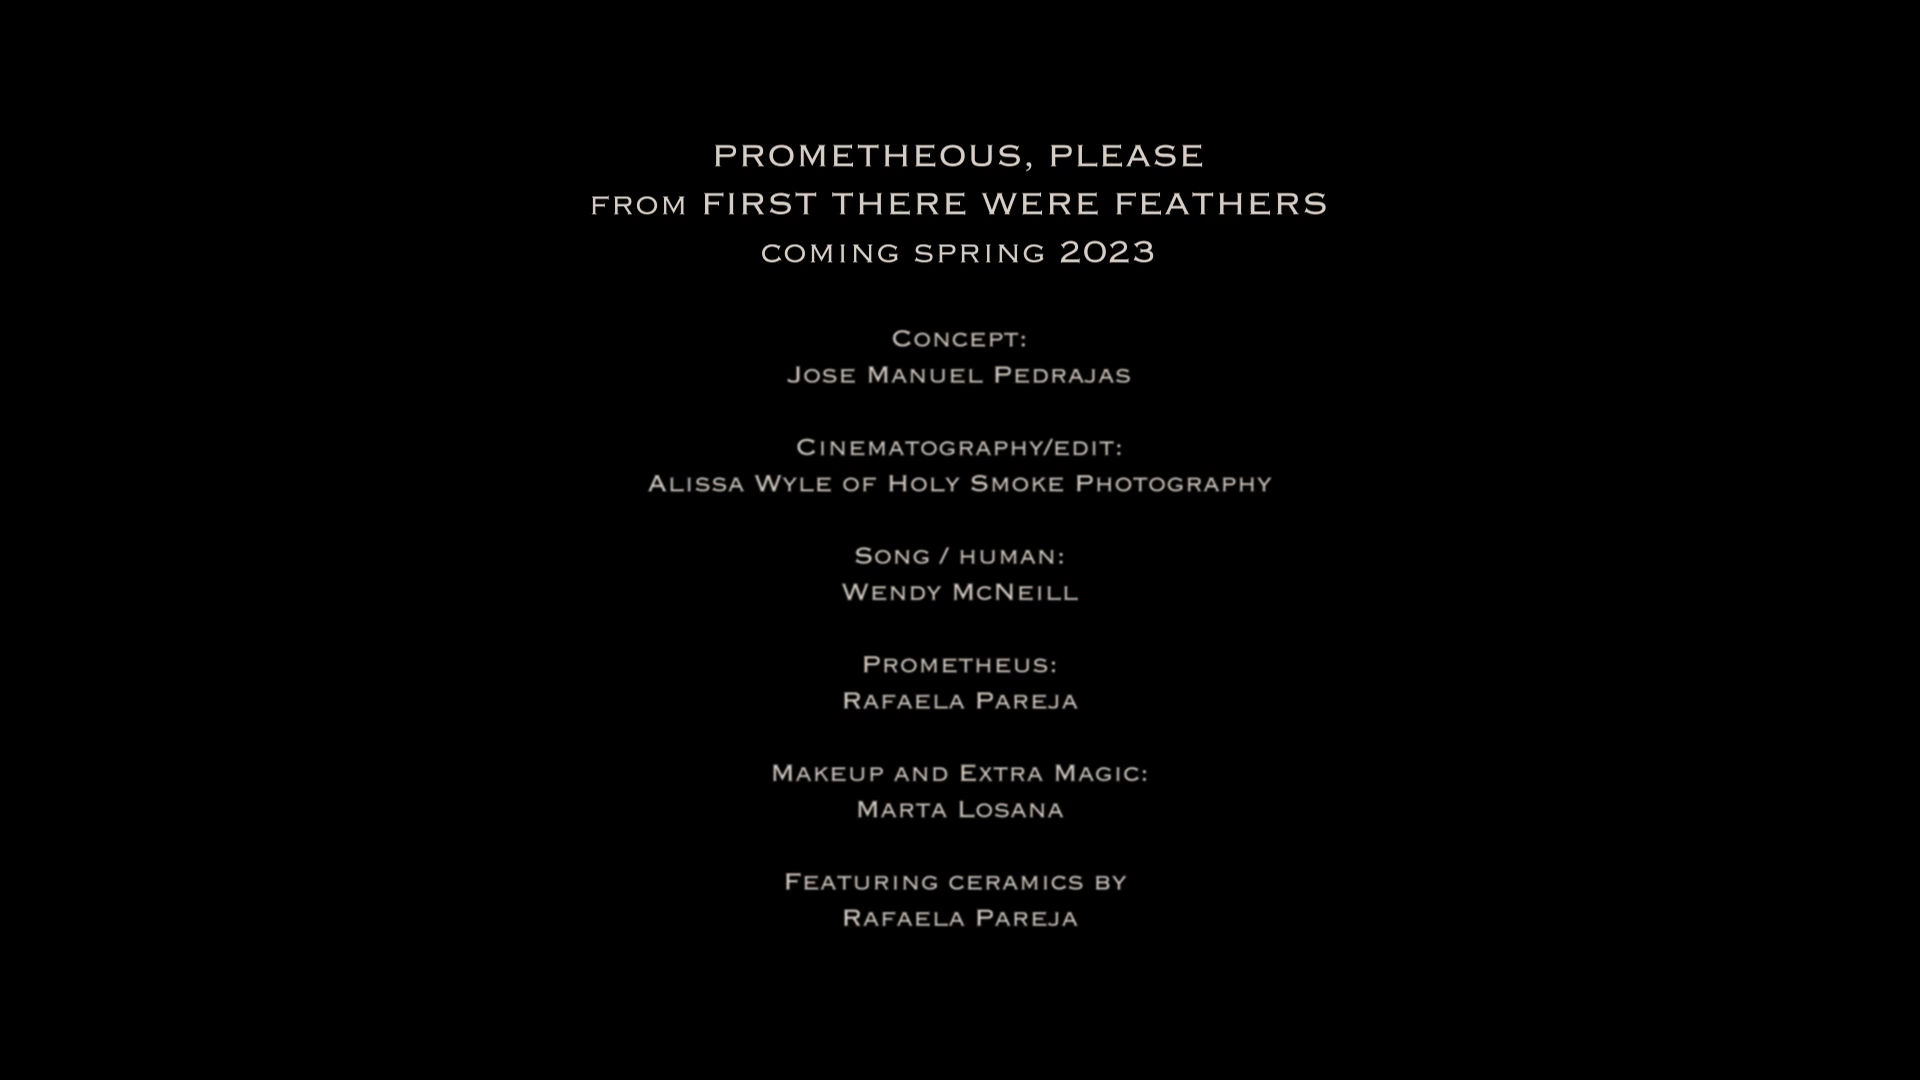 PROMETHEOUS, PLEASE
FROM FIRST THERE WERE FEATHERS
COMING SPRING 2023
CONCEPT:
JOSE MANUEL PEDRAJAS
CINEMATOGRAPHY/EDIT:
ALISSA WYLE OF HOLY SMOKE PHOTOGRAPHY
SONG / HUMAN:
WENDY MCNEILL
PROMETHEUS:
RAFAELA PAREJA
MAKEUP AND EXTRA MAGIC:
MARTA LOSANA
FEATURING CERAMICS BY
RAFAELA PAREJA